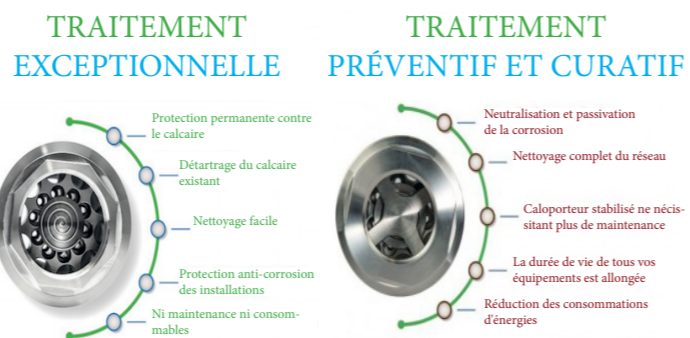 TRAITEMENT
EXCEPTIONNELLE
Protection permanente contre
le calcaire
Détartrage du calcaire
existant
Nettoyage facile
Protection anti-corrosion
des installations
Ni maintenance ni consom-
mables
TRAITEMENT
PRÉVENTIF ET CURATIF
Neutralisation et passivation
de la corrosion
Nettoyage complet du réseau
Caloporteur stabilisé ne nécis-
sitant plus de maintenance
La durée de vie de tous vos
équipements est allongée
Réduction des consommations
d'énergies